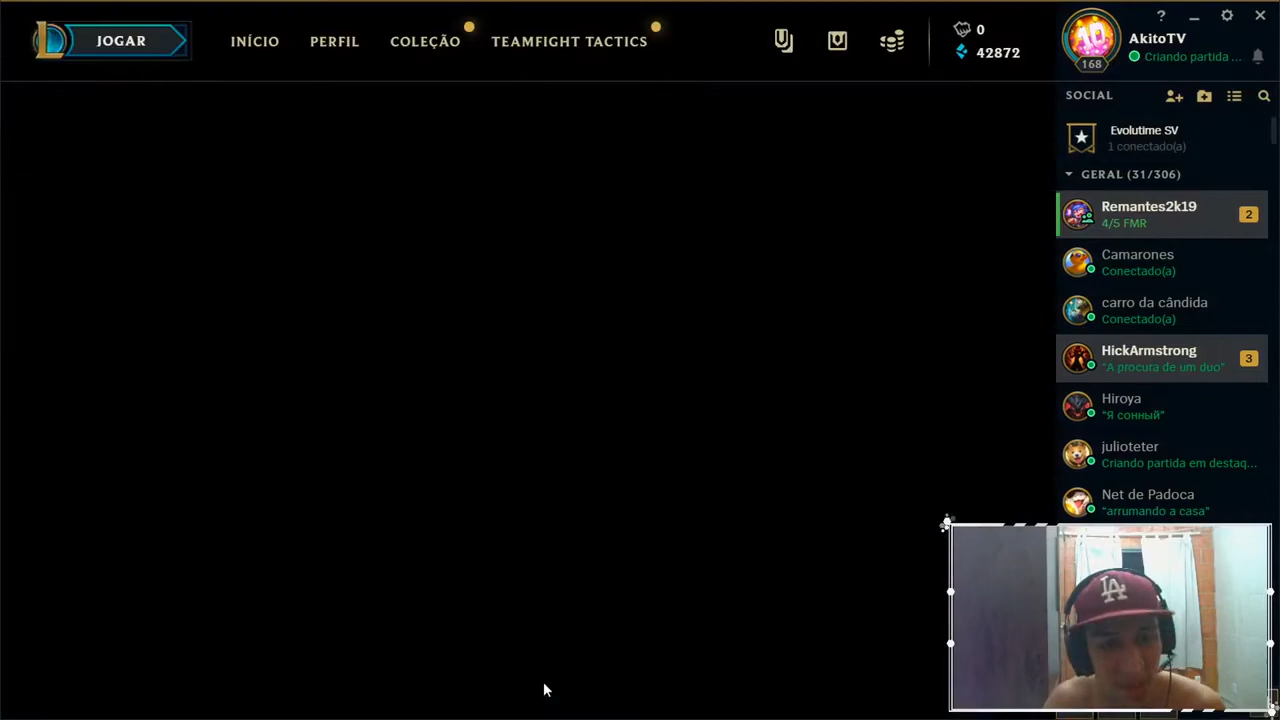 JOGAR
INÍCIO
PERFIL
COLEÇÃO
TEAMFIGHT TACTICS
0
42872
168
AkitoTV
Criando partida ...
SOCIAL
Evolutime SV
1 conectado(a)
GERAL (31/306)
Remantes2k19
4/5 FMR
2
Camarones
Conectado(a)
carro da cândida
Conectado(a)
HickArmstrong
"A procura de um duo"
3
Hiroya
"Я сонный"
julioteter
Criando partida em destaq...
Net de Padoca
"arrumando a casa"
LA